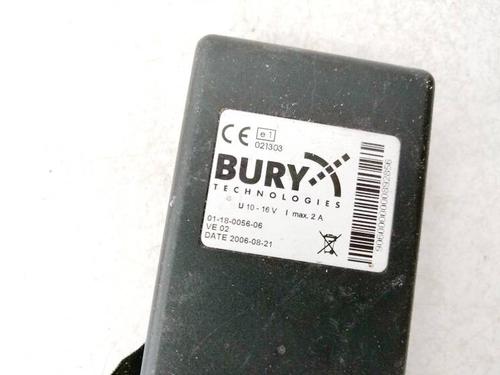 CE e1
021303
BURY
TECHNOLOGIES
U 10 - 16 V I max. 2 A
01-18-0056-06
VE 02
DATE 2006-08-21